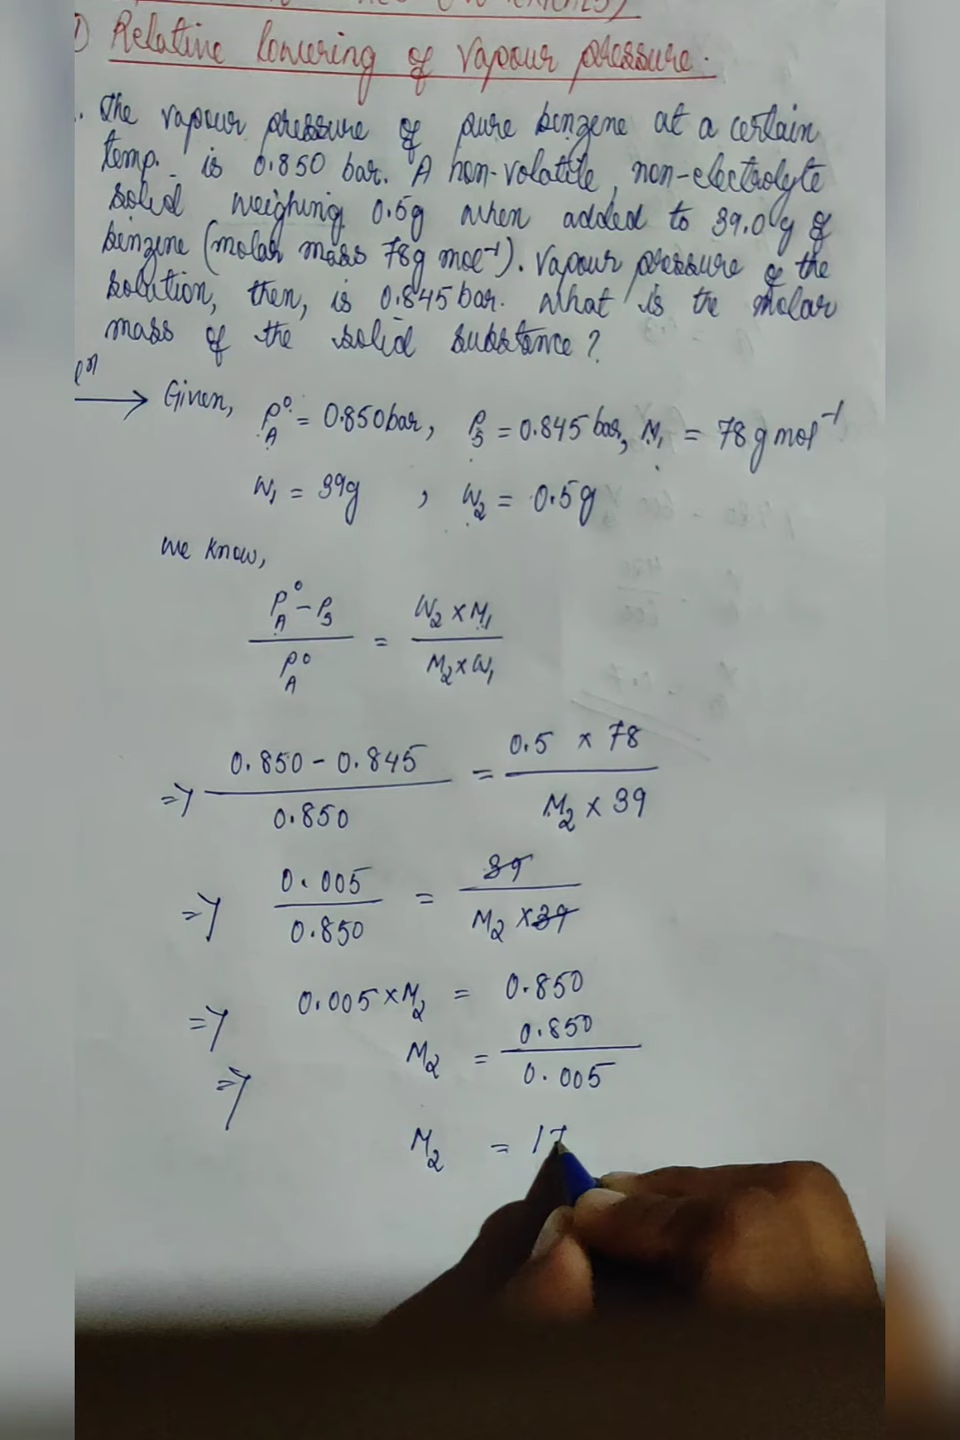 1) Relative lowering of vapour pressure.
. The vapour pressure of pure benzene at a certain
temp. is 0.850 bar. A non-volatile, non-electrolyte
solid weighing 0.5g when added to 39.0g of
benzene (molar mass 78g mol⁻¹). Vapour pressure of the
solution, then, is 0.845 bar. What is the molar
mass of the solid substance?
Given, P°A = 0.850 bar, Ps = 0.845 bar, M₁ = 78 g mol⁻¹
W₁ = 39g , W₂ = 0.5g
We know,
P°A - Ps / P°A = W₂ × M₁ / M₂ × W₁
=> 0.850 - 0.845 / 0.850 = 0.5 × 78 / M₂ × 39
=> 0.005 / 0.850 = 39 / M₂ × 39
=> 0.005 × M₂ = 0.850
=> M₂ = 0.850 / 0.005
M₂ = 17